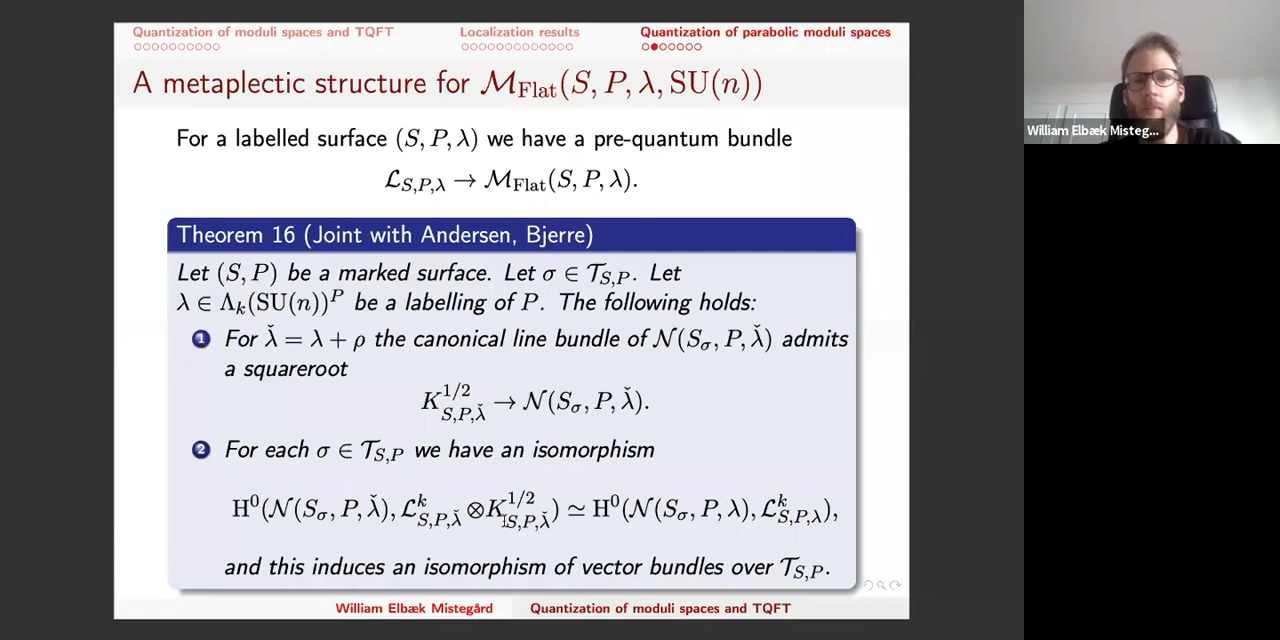 Quantization of moduli spaces and TQFT Localization results Quantization of parabolic moduli spaces
A metaplectic structure for ℳ_Flat(S, P, λ, SU(n))
For a labelled surface (S, P, λ) we have a pre-quantum bundle
ℒ_{S,P,λ} → ℳ_Flat(S, P, λ).
Theorem 16 (Joint with Andersen, Bjerre)
Let (S, P) be a marked surface. Let σ ∈ 𝒯_{S,P}. Let
λ ∈ Λ_k(SU(n))^P be a labelling of P. The following holds:
1 For λ̌ = λ + ρ the canonical line bundle of 𝒩(S_σ, P, λ̌) admits
a squareroot
K^{1/2}_{S,P,λ̌} → 𝒩(S_σ, P, λ̌).
2 For each σ ∈ 𝒯_{S,P} we have an isomorphism
H^0(𝒩(S_σ, P, λ̌), ℒ^k_{S,P,λ̌} ⊗ K^{1/2}_{S,P,λ̌}) ≃ H^0(𝒩(S_σ, P, λ), ℒ^k_{S,P,λ}),
and this induces an isomorphism of vector bundles over 𝒯_{S,P}.
William Elbæk Mistegård Quantization of moduli spaces and TQFT
William Elbæk Misteg...